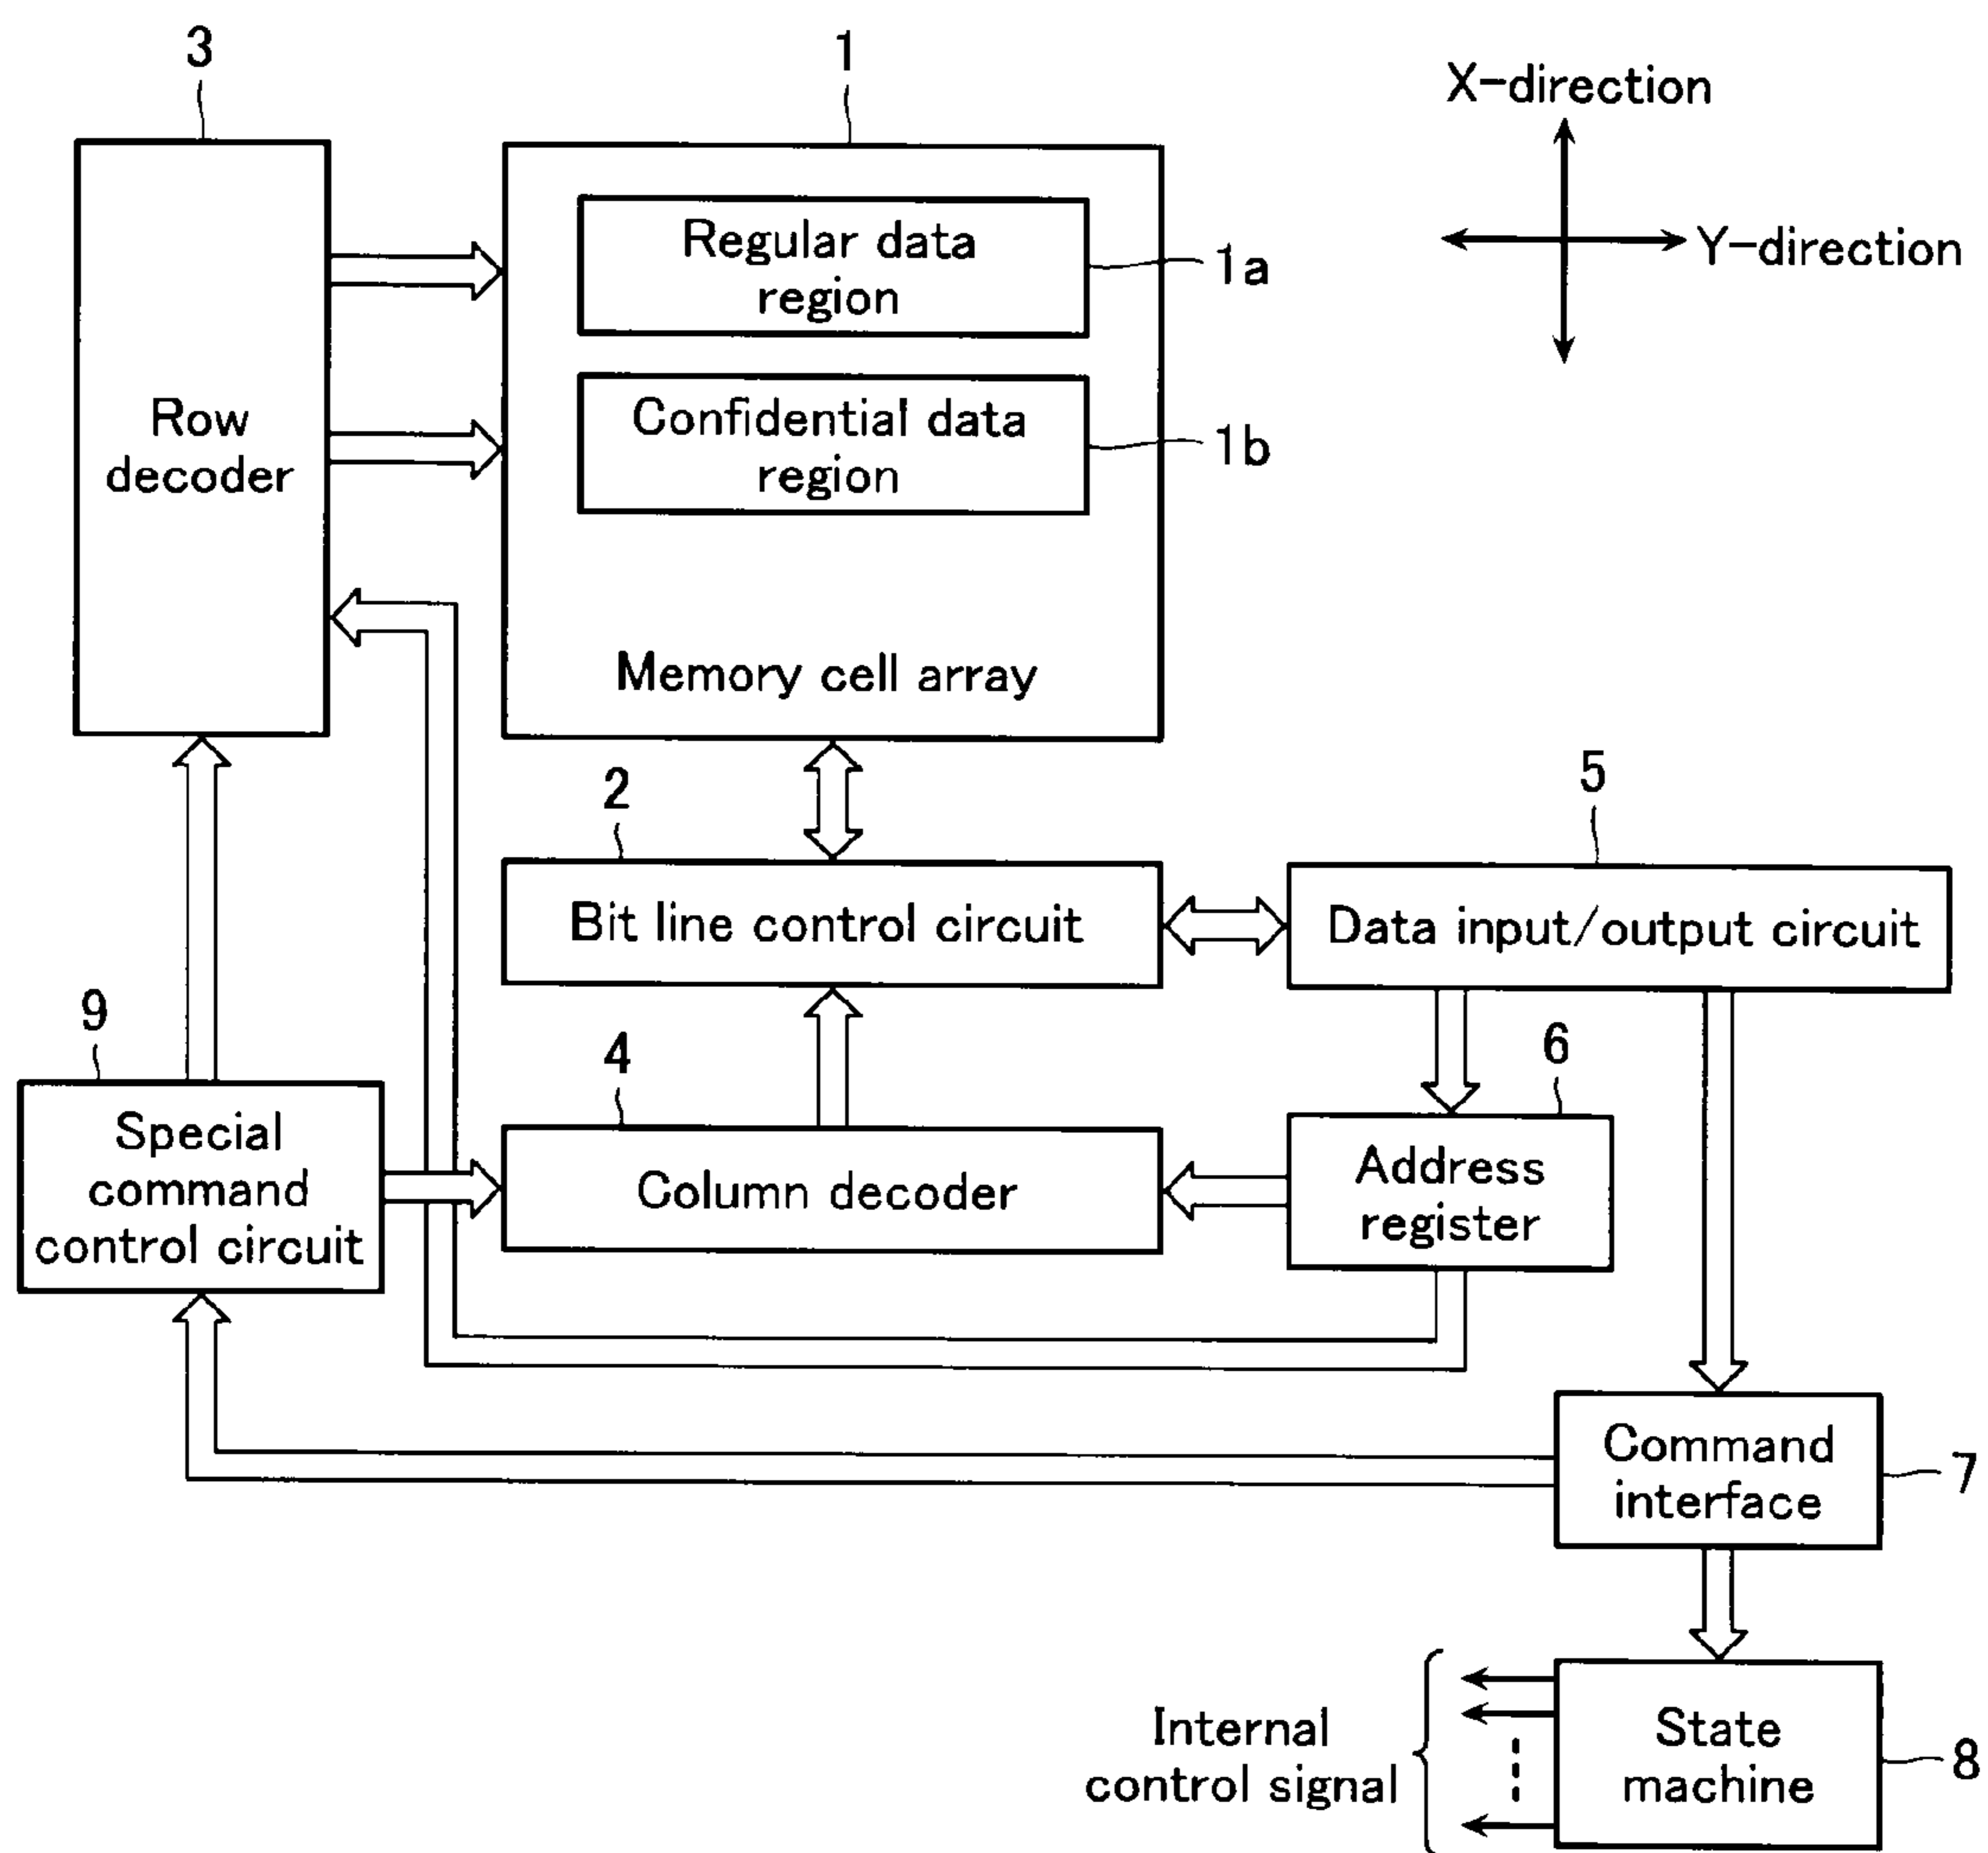 3
1
X-direction
Y-direction
Regular data
region
1a
Confidential data
region
1b
Row
decoder
Memory cell array
2
5
Bit line control circuit
Data input/output circuit
9
4
6
Special
command
control circuit
Column decoder
Address
register
Command
interface
7
Internal
control signal
State
machine
8